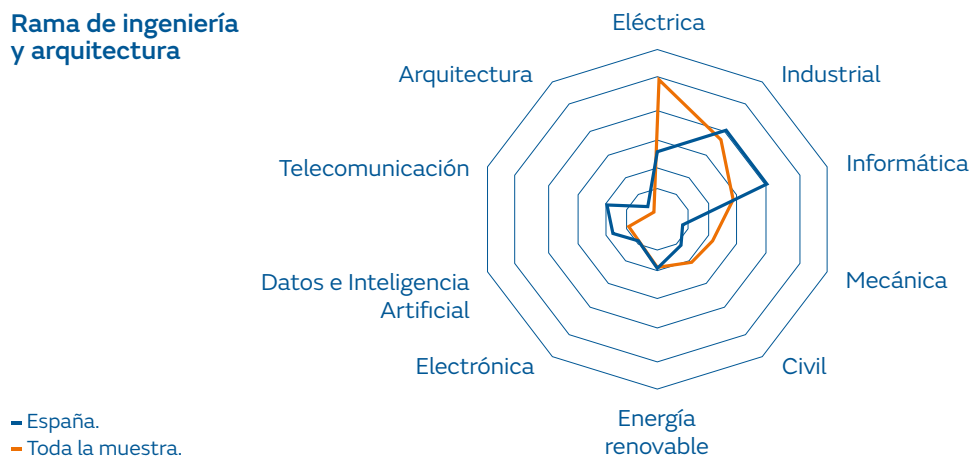 Rama de ingeniería
y arquitectura
Eléctrica
Industrial
Informática
Mecánica
Civil
Energía
renovable
Electrónica
Datos e Inteligencia
Artificial
Telecomunicación
Arquitectura
España.
Toda la muestra.